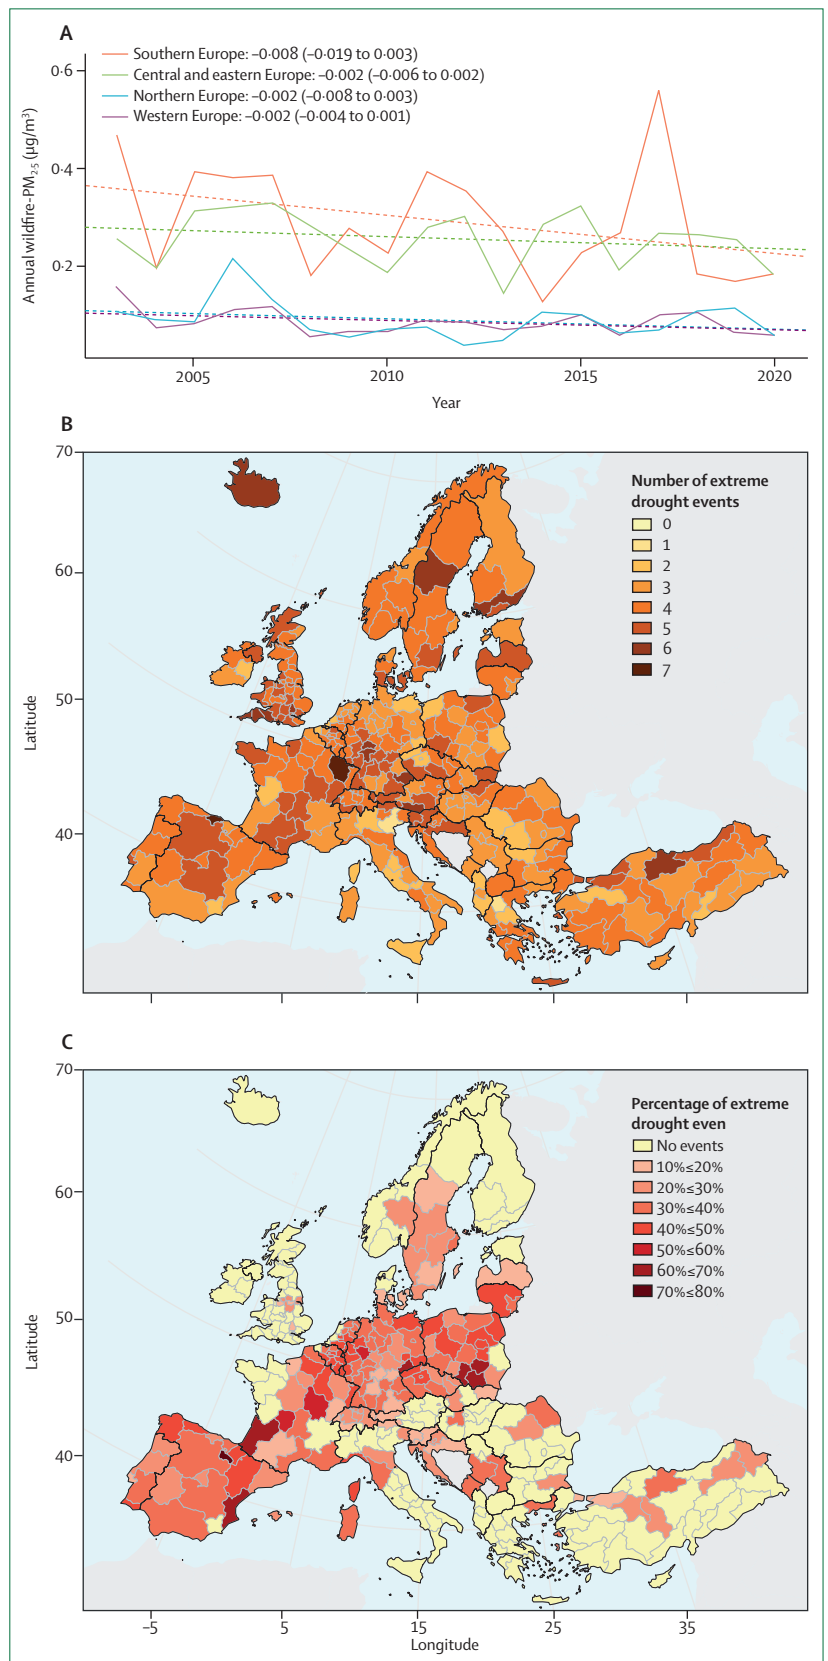 A
Southern Europe: –0·008 (–0·019 to 0·003)
Central and eastern Europe: –0·002 (–0·006 to 0·002)
Northern Europe: –0·002 (–0·008 to 0·003)
Western Europe: –0·002 (–0·004 to 0·001)
0·6
0·4
0·2
Annual wildfire-PM2·5 (µg/m³)
2005
2010
2015
2020
Year
B
70
60
50
40
Latitude
Number of extreme
drought events
0
1
2
3
4
5
6
7
C
70
60
50
40
Latitude
Percentage of extreme
drought even
No events
10%≤20%
20%≤30%
30%≤40%
40%≤50%
50%≤60%
60%≤70%
70%≤80%
–5
5
15
25
35
Longitude